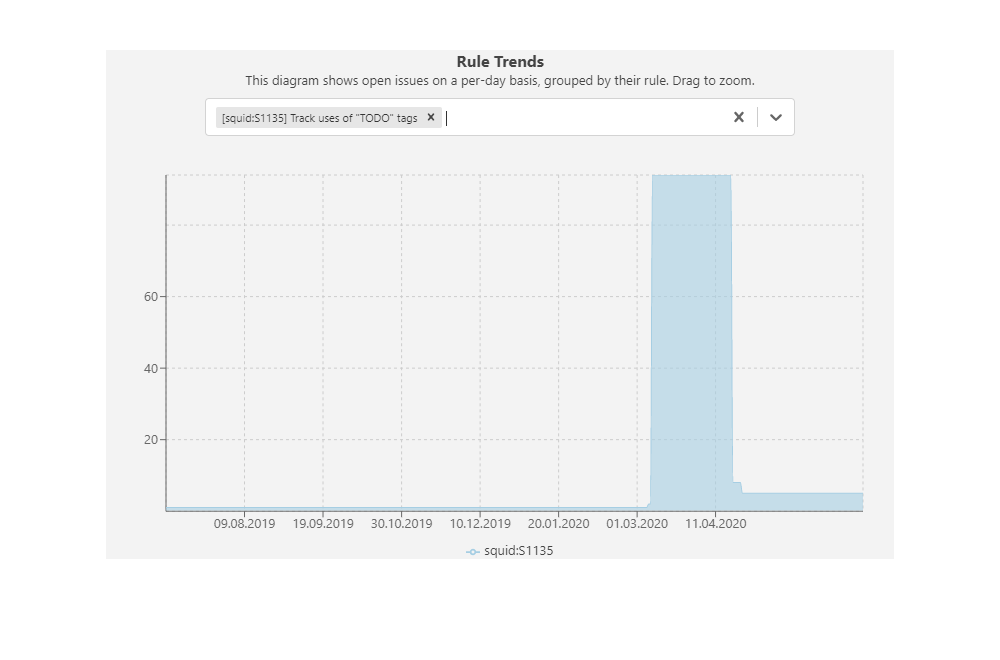 Rule Trends
This diagram shows open issues on a per-day basis, grouped by their rule. Drag to zoom.
[squid:S1135] Track uses of "TODO" tags
60
40
20
09.08.2019 19.09.2019 30.10.2019 10.12.2019 20.01.2020 01.03.2020 11.04.2020
squid:S1135